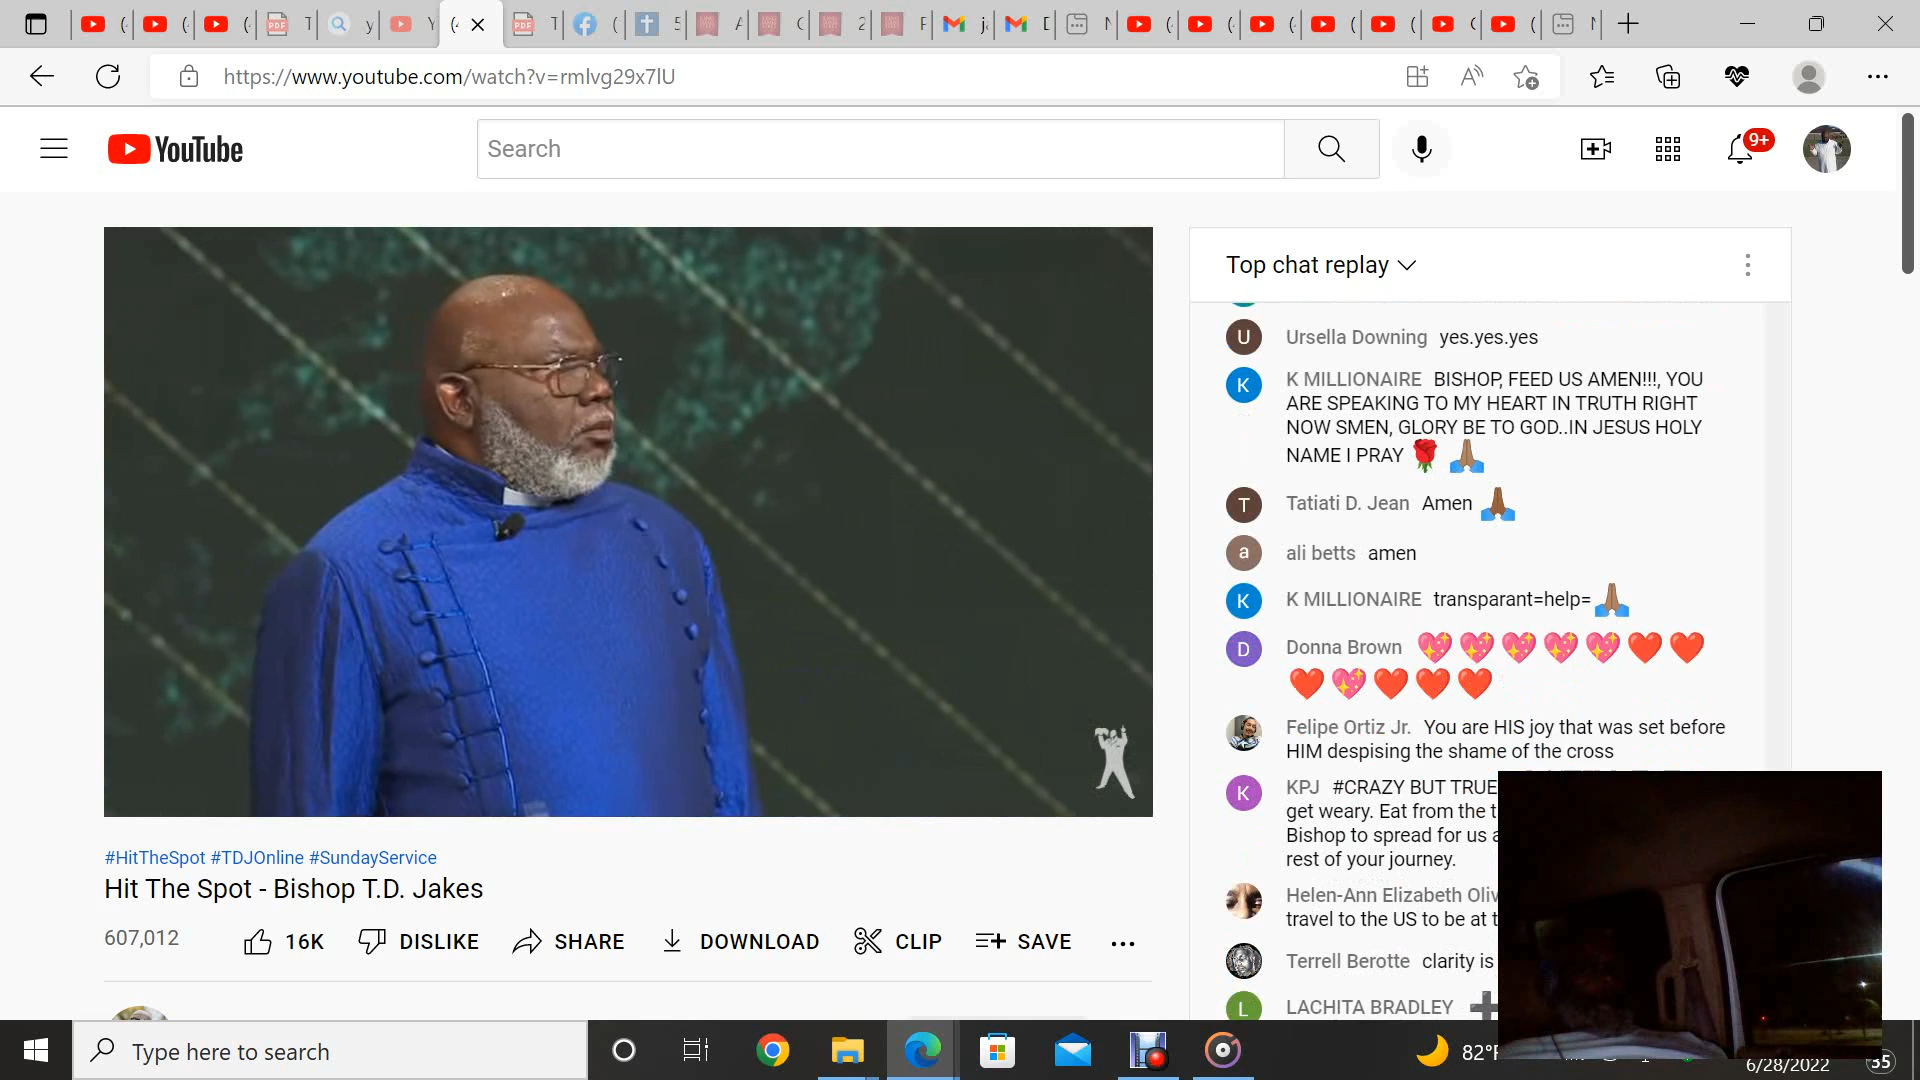 https://www.youtube.com/watch?v=rmlvg29x7lU
YouTube
Search
9+
Top chat replay
U Ursella Downing yes.yes.yes
K K MILLIONAIRE BISHOP, FEED US AMEN!!!, YOU
ARE SPEAKING TO MY HEART IN TRUTH RIGHT
NOW SMEN, GLORY BE TO GOD..IN JESUS HOLY
NAME I PRAY 🌹 🙏🏽
T Tatiati D. Jean Amen 🙏🏾
a ali betts amen
K K MILLIONAIRE transparant=help= 🙏🏽
D Donna Brown 💖 💖 💖 💖 💖 ❤️ ❤️
❤️ 💖 ❤️ ❤️ ❤️
Felipe Ortiz Jr. You are HIS joy that was set before
HIM despising the shame of the cross
K KPJ #CRAZY BUT TRUE
get weary. Eat from the t
Bishop to spread for us a
rest of your journey.
Helen-Ann Elizabeth Oliv
travel to the US to be at t
Terrell Berotte clarity is
L LACHITA BRADLEY ➕
#HitTheSpot #TDJOnline #SundayService
Hit The Spot - Bishop T.D. Jakes
607,012 16K DISLIKE SHARE DOWNLOAD CLIP SAVE
Type here to search
82°F
6/28/2022
35